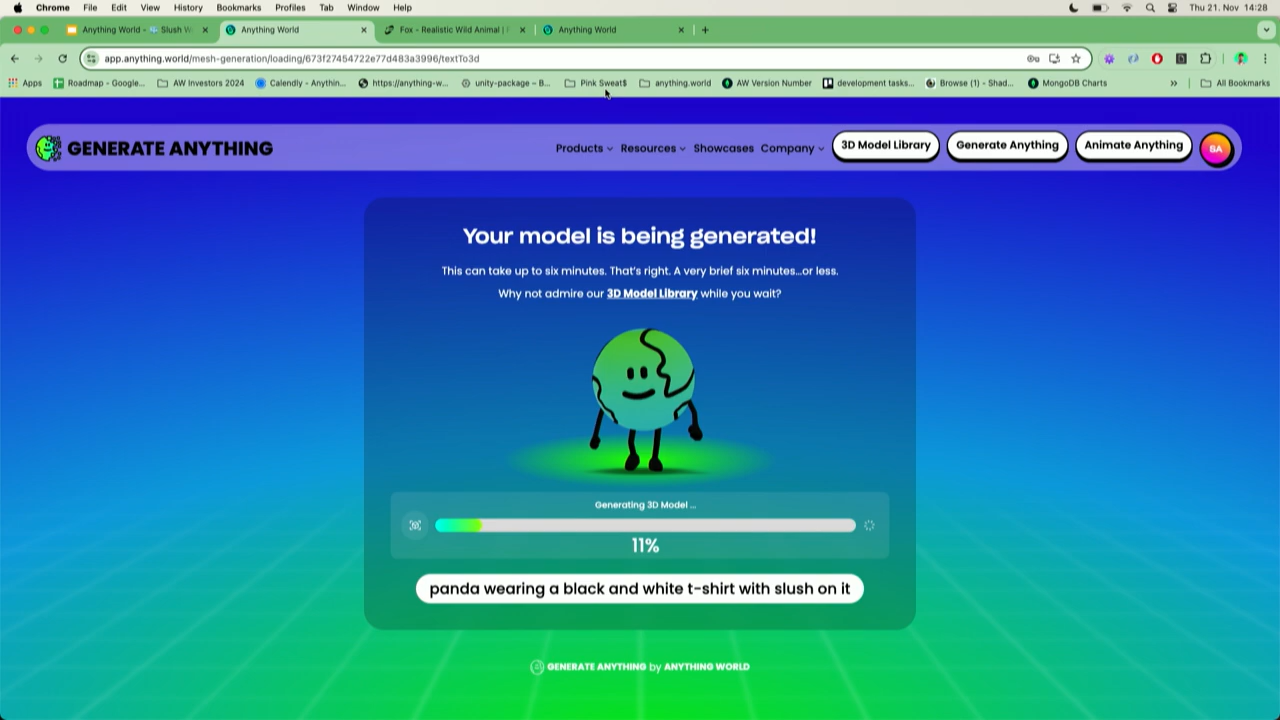 Chrome File Edit View History Bookmarks Profiles Tab Window Help Thu 21. Nov 14:28
Anything World - Slush W Anything World Fox - Realistic Wild Animal | Anything World
app.anything.world/mesh-generation/loading/673f27454722e77d483a3996/textTo3d
Apps Roadmap - Google... AW Investors 2024 Calendly - Anythin... https://anything-w... unity-package – B... Pink Sweat$ anything.world AW Version Number development tasks... Browse (1) - Shad... MongoDB Charts » All Bookmarks
GENERATE ANYTHING Products Resources Showcases Company 3D Model Library Generate Anything Animate Anything BA
Your model is being generated!
This can take up to six minutes. That's right. A very brief six minutes...or less.
Why not admire our 3D Model Library while you wait?
Generating 3D Model ...
11%
panda wearing a black and white t-shirt with slush on it
GENERATE ANYTHING by ANYTHING WORLD